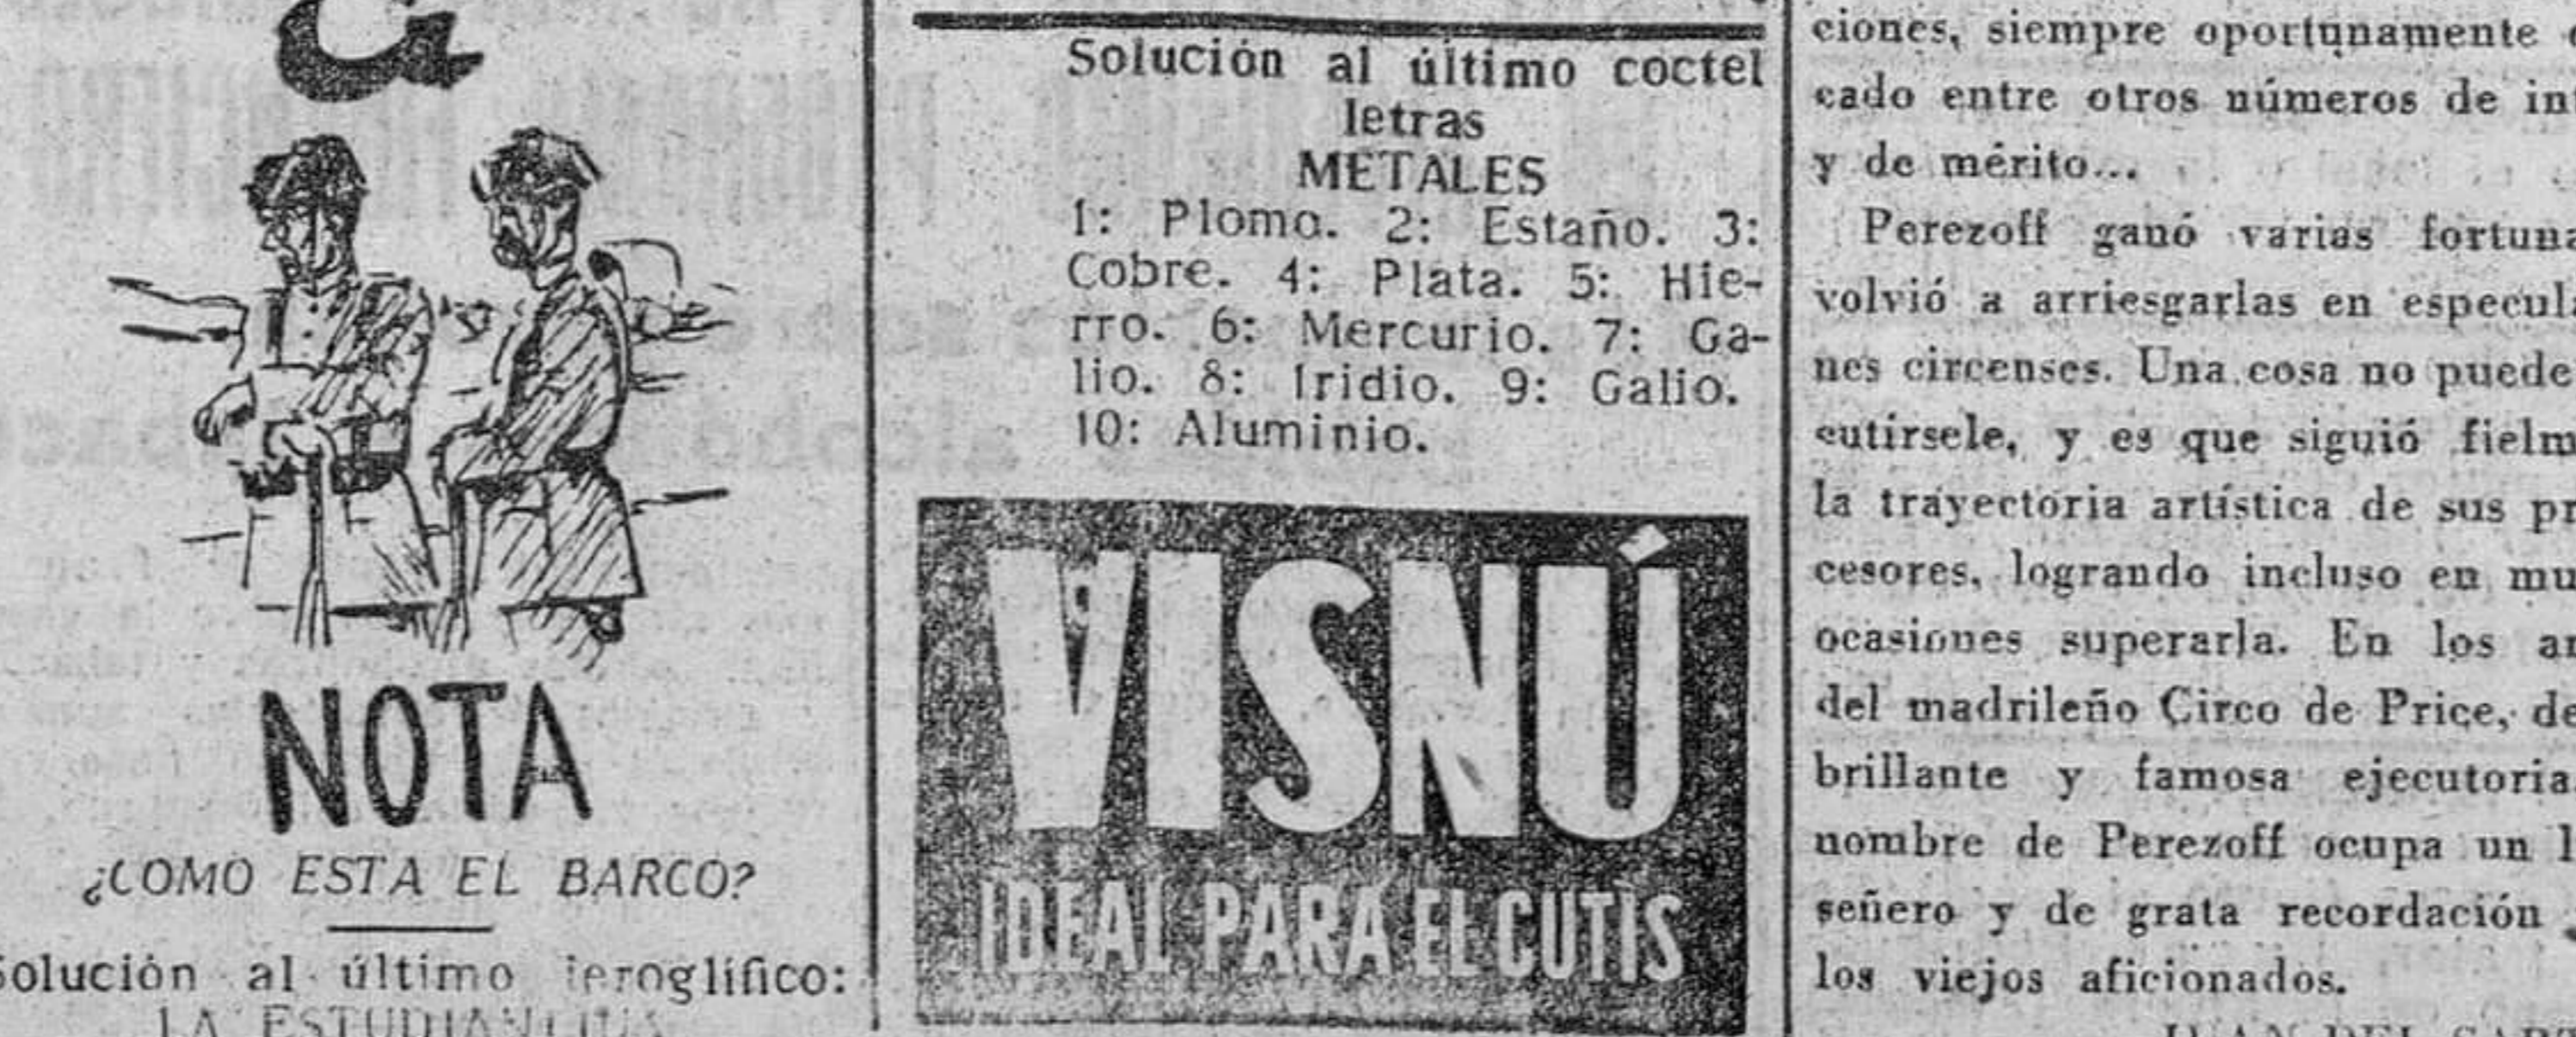 a
NOTA
¿COMO ESTA EL BARCO?
Solución al último jeroglífico:
LA
Solución al último coctel
letras
METALES
1: Plomo. 2: Estaño. 3:
Cobre. 4: Plata. 5: Hie-
rro. 6: Mercurio. 7: Ga-
lio. 8: Iridio. 9: Galio.
10: Aluminio.
VISNÚ
IDEAL PARA EL CUTIS
ciones, siempre oportunamente
cado entre otros números de in
y de mérito...
Perezoff ganó varias fortuna
volvió a arriesgarlas en especul
nes circenses. Una cosa no puede
cutírsele, y es que siguió fielm
la trayectoria artística de sus pr
cesores, logrando incluso en mu
ocasiones superarla. En los an
del madrileño Circo de Price, de
brillante y famosa ejecutoria
nombre de Perezoff ocupa un l
señero y de grata recordación
los viejos aficionados.